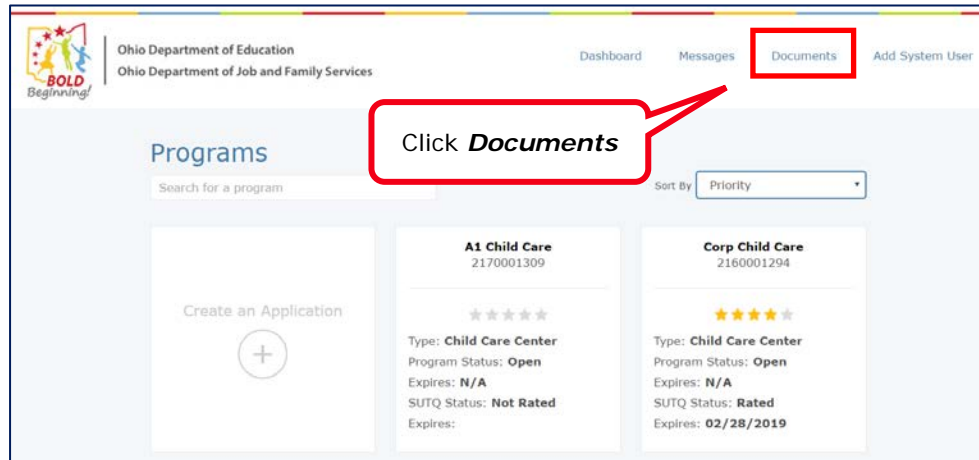 BOLD
Beginning!
Ohio Department of Education
Ohio Department of Job and Family Services
Dashboard Messages Documents Add System User
Click Documents
Programs
Search for a program
Sort By Priority
Create an Application
A1 Child Care
2170001309
Type: Child Care Center
Program Status: Open
Expires: N/A
SUTQ Status: Not Rated
Expires:
Corp Child Care
2160001294
Type: Child Care Center
Program Status: Open
Expires: N/A
SUTQ Status: Rated
Expires: 02/28/2019